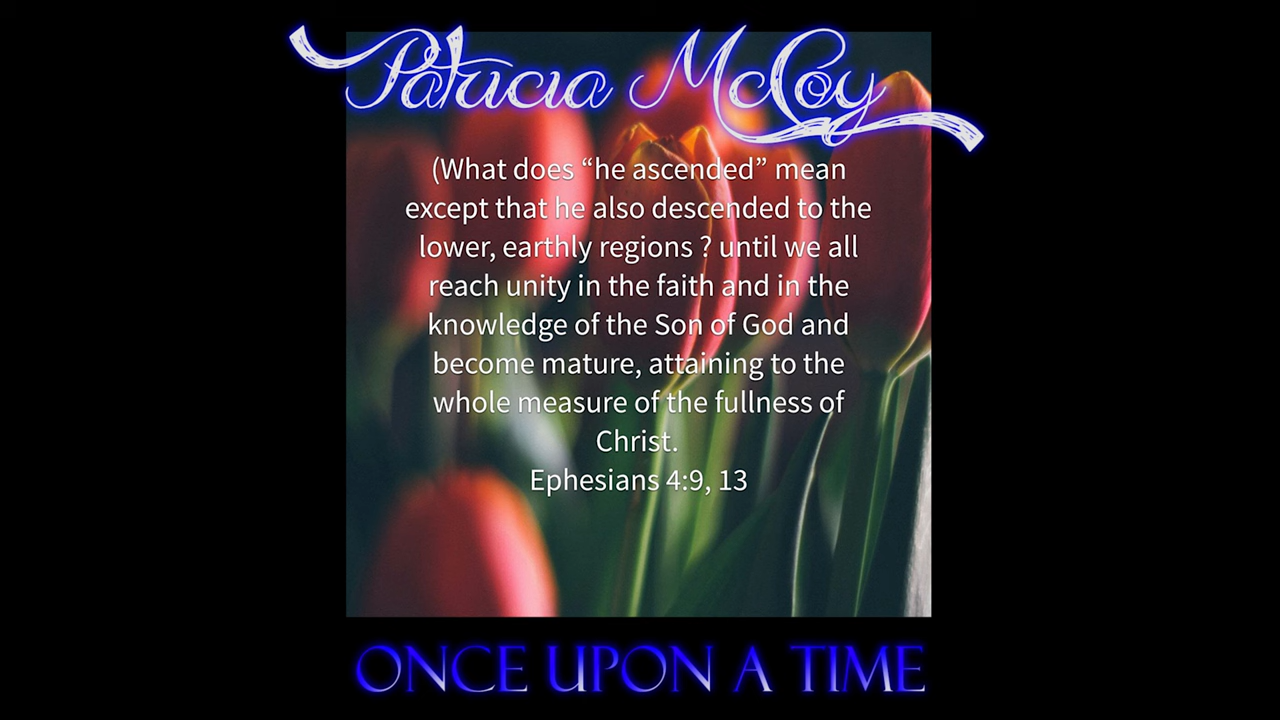 Patricia McCoy
(What does “he ascended” mean
except that he also descended to the
lower, earthly regions ? until we all
reach unity in the faith and in the
knowledge of the Son of God and
become mature, attaining to the
whole measure of the fullness of
Christ.
Ephesians 4:9, 13
ONCE UPON A TIME